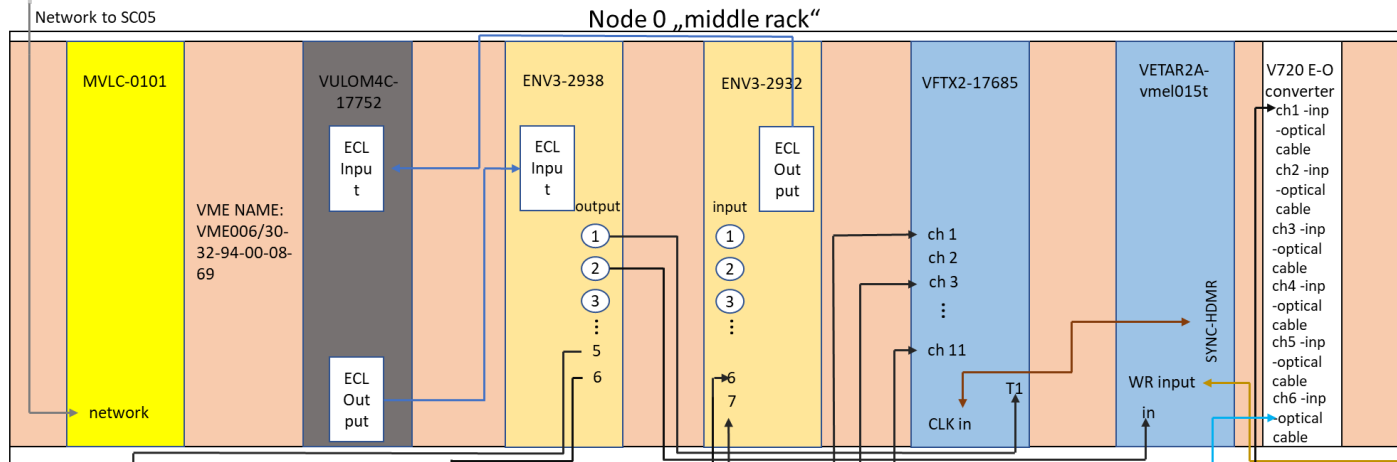 Network to SC05
Node 0 „middle rack“
MVLC-0101
VME NAME:
VME006/30-
32-94-00-08-
69
network
VULOM4C-
17752
ECL
Inpu
t
ECL
Out
put
ENV3-2938
ECL
Inpu
t
output
1
2
3
...
5
6
ENV3-2932
ECL
Out
put
input
1
2
3
...
6
7
VFTX2-17685
ch 1
ch 2
ch 3
...
ch 11
T1
CLK in
VETAR2A-
vmel015t
SYNC-HDMR
WR input
in
V720 E-O
converter
ch1 -inp
-optical
cable
ch2 -inp
-optical
cable
ch3 -inp
-optical
cable
ch4 -inp
-optical
cable
ch5 -inp
-optical
cable
ch6 -inp
-optical
cable